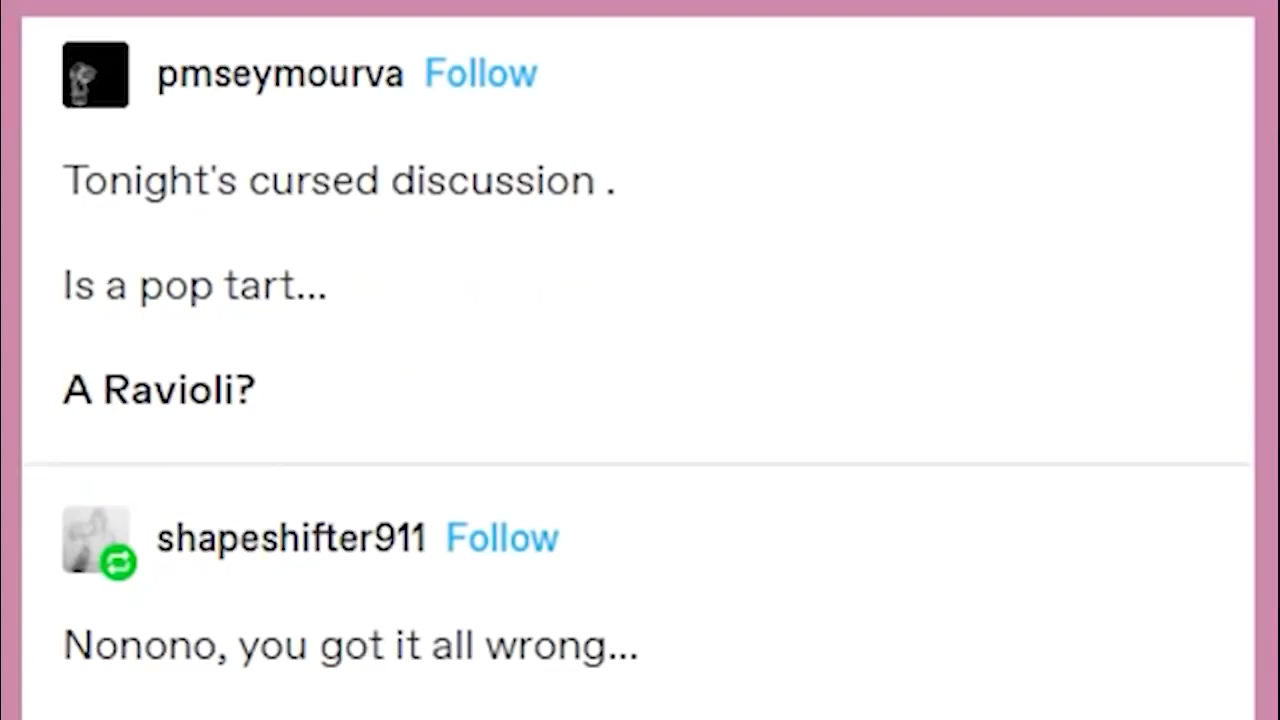 pmseymourva Follow
Tonight's cursed discussion .
Is a pop tart...
A Ravioli?
shapeshifter911 Follow
Nonono, you got it all wrong...